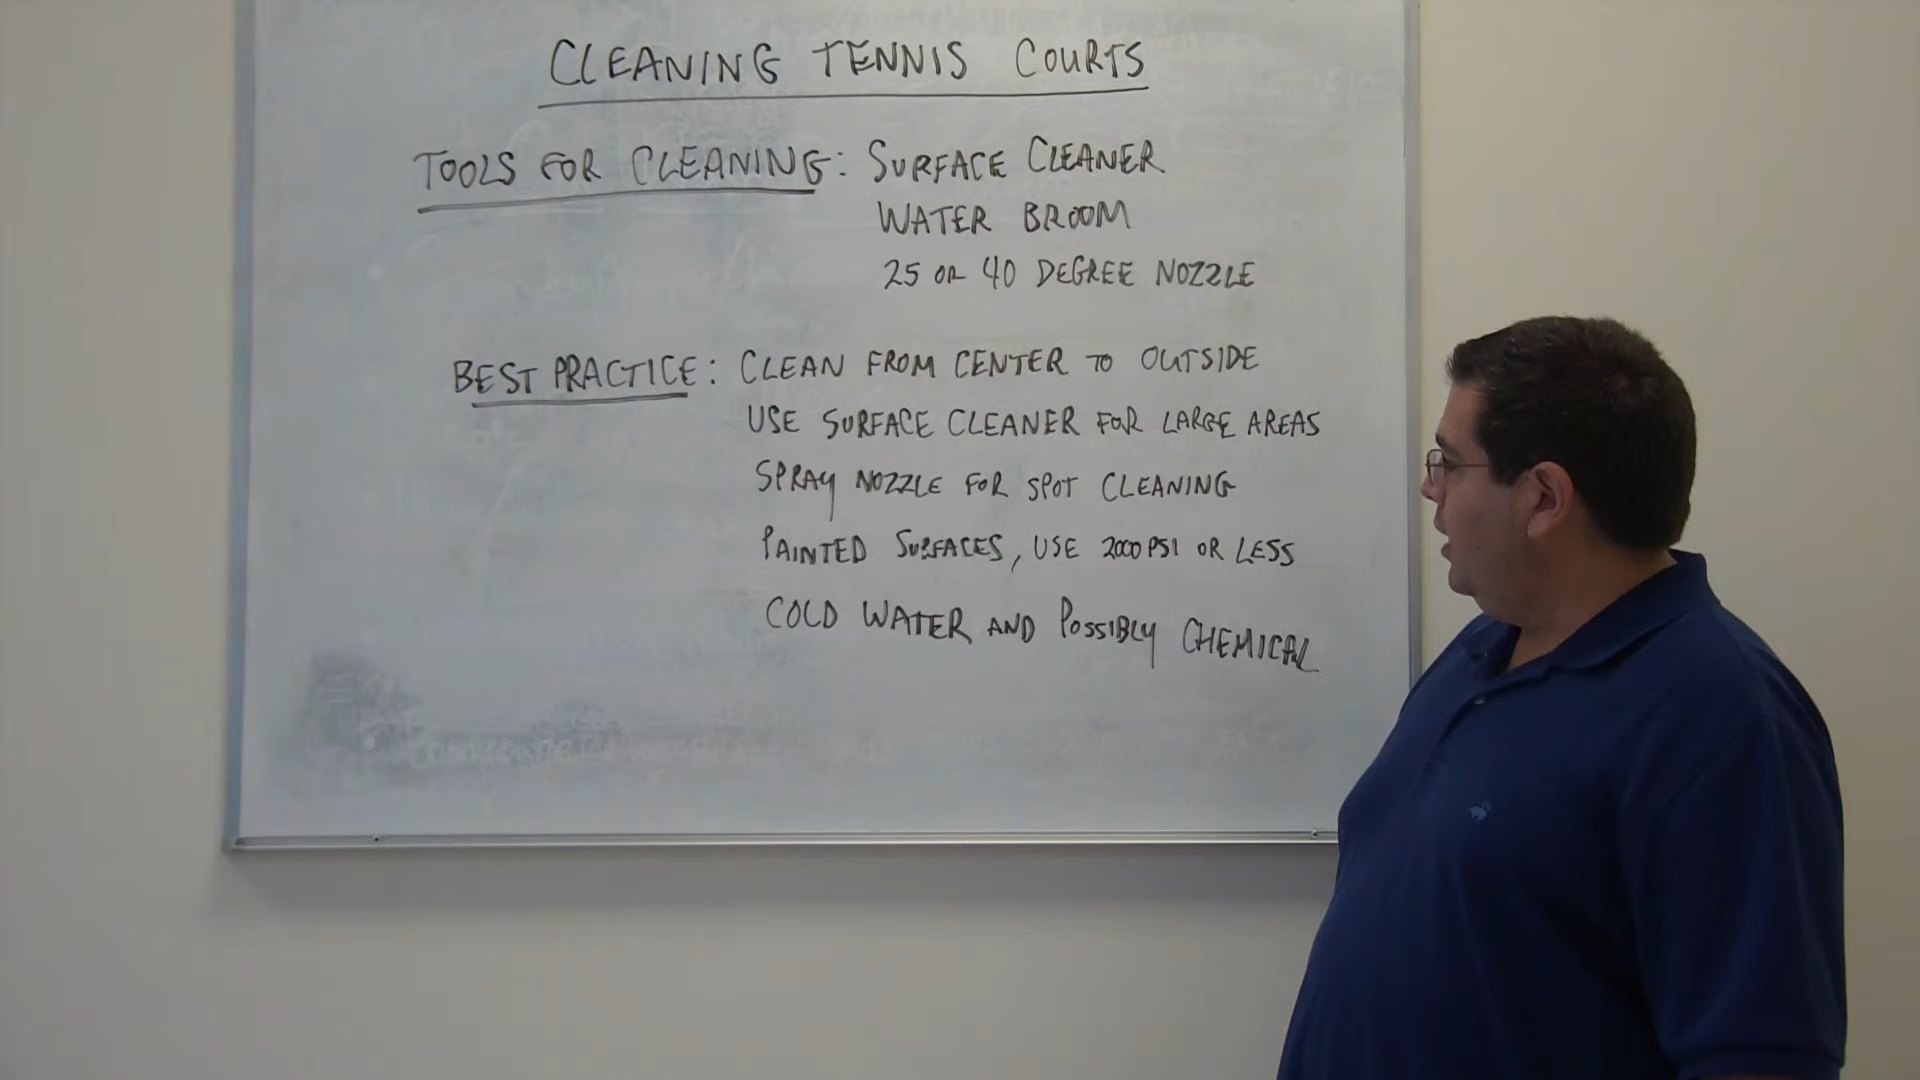 CLEANING TENNIS COURTS
TOOLS FOR CLEANING: SURFACE CLEANER
WATER BROOM
25 OR 40 DEGREE NOZZLE
BEST PRACTICE: CLEAN FROM CENTER TO OUTSIDE
USE SURFACE CLEANER FOR LARGE AREAS
SPRAY NOZZLE FOR SPOT CLEANING
PAINTED SURFACES, USE 2000 PSI OR LESS
COLD WATER AND POSSIBLY CHEMICAL